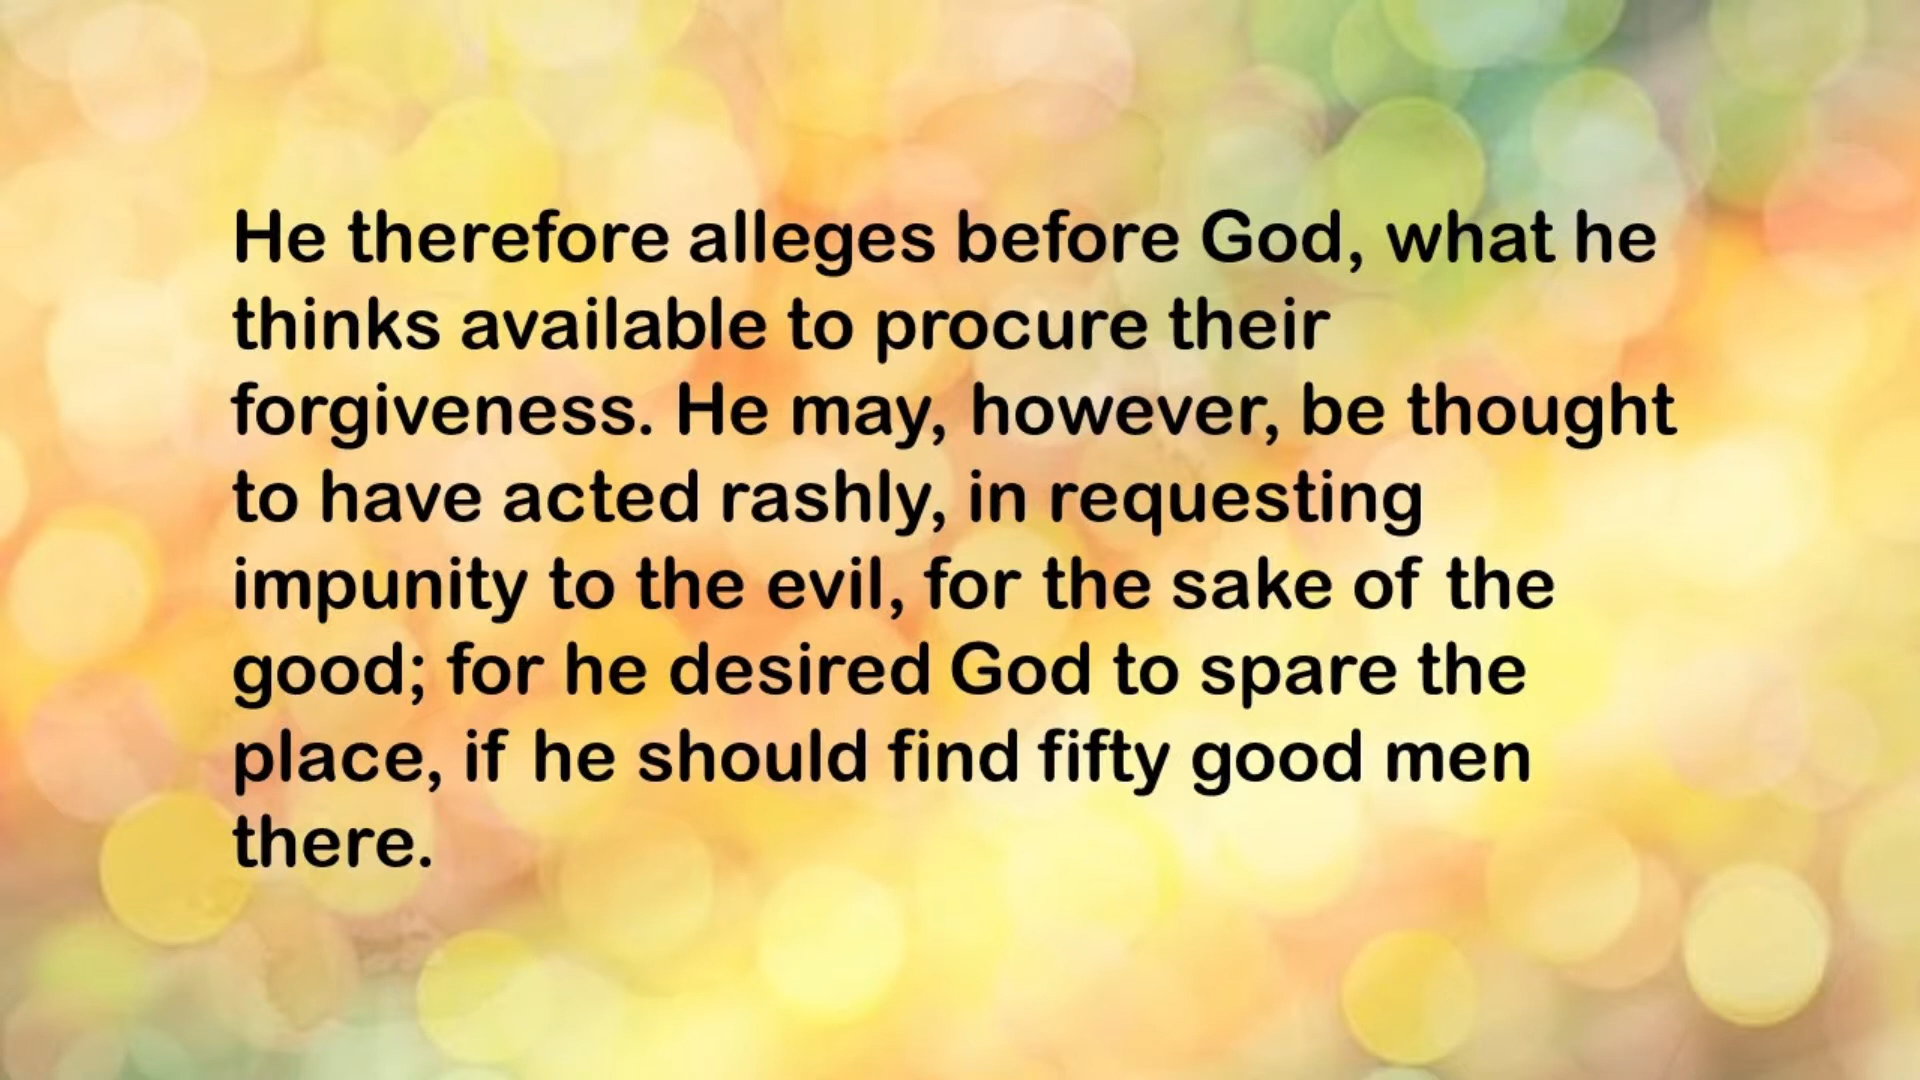 He therefore alleges before God, what he
thinks available to procure their
forgiveness. He may, however, be thought
to have acted rashly, in requesting
impunity to the evil, for the sake of the
good; for he desired God to spare the
place, if he should find fifty good men
there.